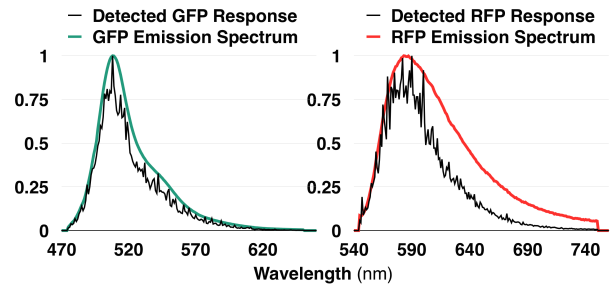 Detected GFP Response
GFP Emission Spectrum
Detected RFP Response
RFP Emission Spectrum
1
0.75
0.5
0.25
0
470 520 570 620
1
0.75
0.5
0.25
0
540 590 640 690 740
Wavelength (nm)